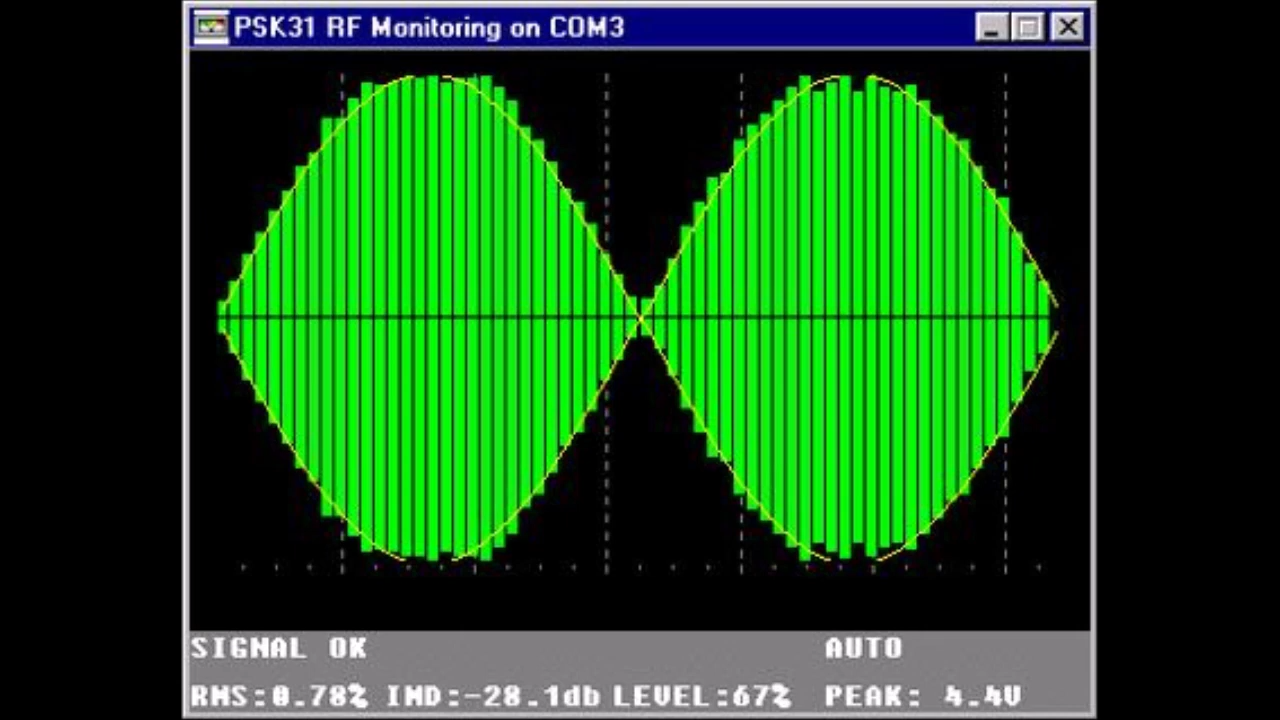 PSK31 RF Monitoring on COM3
SIGNAL OK AUTO
RMS:0.78% IMD:-28.1db LEVEL:67% PEAK: 4.4V